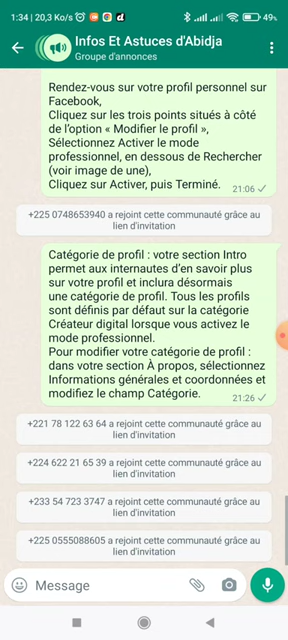 1:34 | 20,3 Ko/s
49%
Infos Et Astuces d'Abidja
Groupe d'annonces
Rendez-vous sur votre profil personnel sur
Facebook,
Cliquez sur les trois points situés à côté
de l'option « Modifier le profil »,
Sélectionnez Activer le mode
professionnel, en dessous de Rechercher
(voir image de une),
Cliquez sur Activer, puis Terminé.
21:06
+225 0748653940 a rejoint cette communauté grâce au
lien d'invitation
Catégorie de profil : votre section Intro
permet aux internautes d'en savoir plus
sur votre profil et inclura désormais
une catégorie de profil. Tous les profils
sont définis par défaut sur la catégorie
Créateur digital lorsque vous activez le
mode professionnel.
Pour modifier votre catégorie de profil :
dans votre section À propos, sélectionnez
Informations générales et coordonnées et
modifiez le champ Catégorie.
21:26
+221 78 122 63 64 a rejoint cette communauté grâce au
lien d'invitation
+224 622 21 65 39 a rejoint cette communauté grâce au
lien d'invitation
+233 54 723 3747 a rejoint cette communauté grâce au
lien d'invitation
+225 0555088605 a rejoint cette communauté grâce au
lien d'invitation
Message